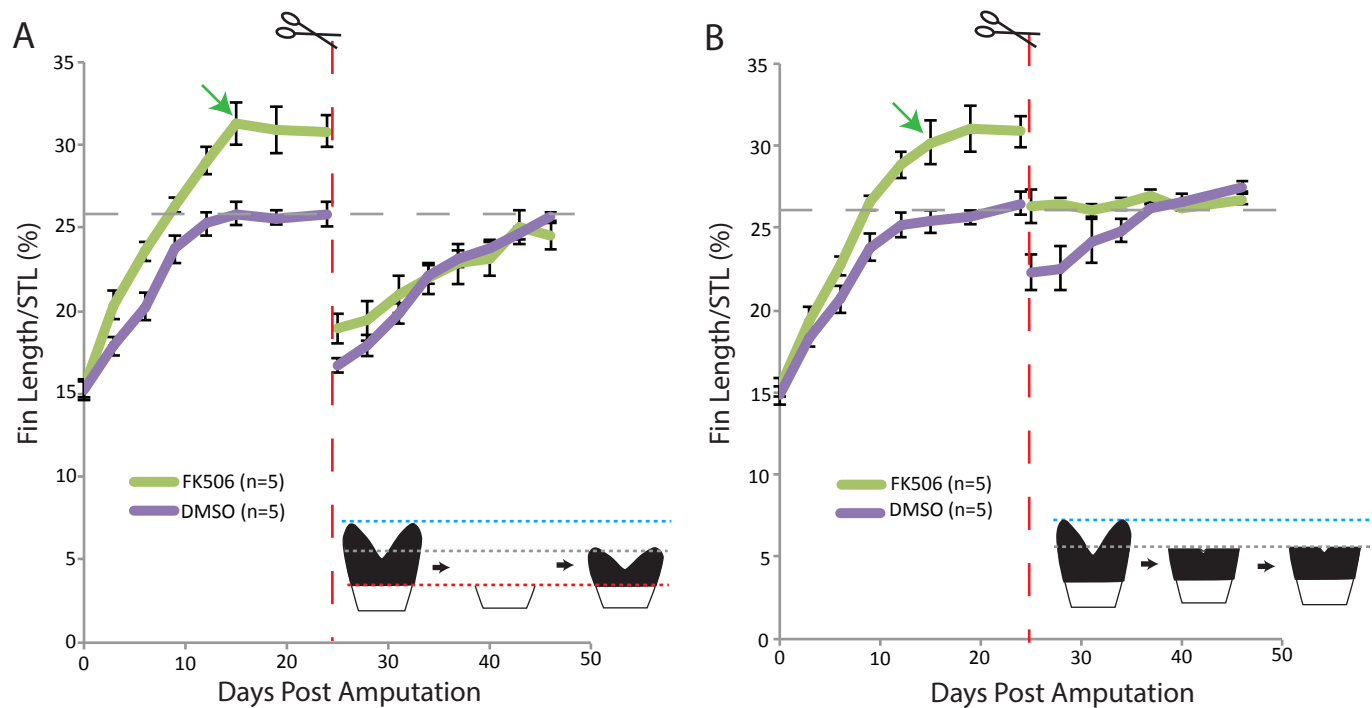 A
35
30
25
20
15
10
5
0
Fin Length/STL (%)
FK506 (n=5)
DMSO (n=5)
0 10 20 30 40 50
Days Post Amputation
B
35
30
25
20
15
10
5
0
Fin Length/STL (%)
FK506 (n=5)
DMSO (n=5)
0 10 20 30 40 50
Days Post Amputation